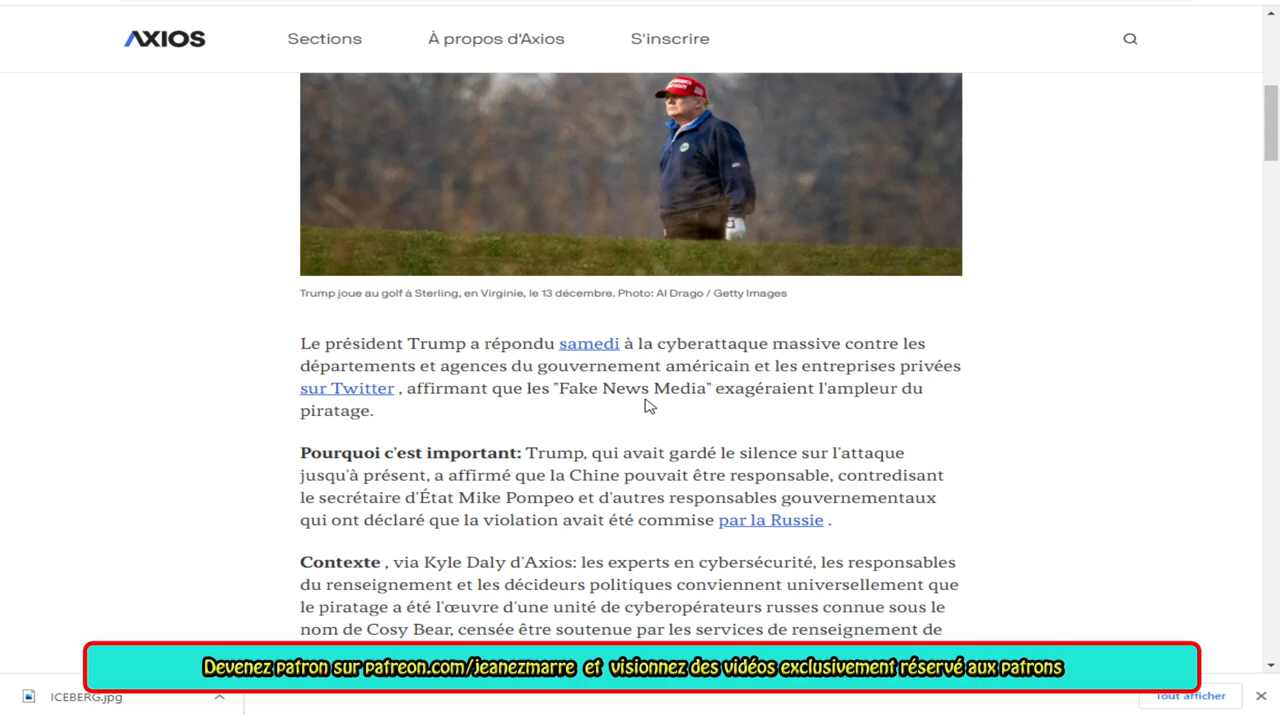 AXIOS
Sections
À propos d'Axios
S'inscrire
Trump joue au golf à Sterling, en Virginie, le 13 décembre. Photo: Al Drago / Getty Images
Le président Trump a répondu samedi à la cyberattaque massive contre les
départements et agences du gouvernement américain et les entreprises privées
sur Twitter , affirmant que les "Fake News Media" exagéraient l'ampleur du
piratage.
Pourquoi c'est important: Trump, qui avait gardé le silence sur l'attaque
jusqu'à présent, a affirmé que la Chine pouvait être responsable, contredisant
le secrétaire d'État Mike Pompeo et d'autres responsables gouvernementaux
qui ont déclaré que la violation avait été commise par la Russie .
Contexte , via Kyle Daly d'Axios: les experts en cybersécurité, les responsables
du renseignement et les décideurs politiques conviennent universellement que
le piratage a été l'œuvre d'une unité de cyberopérateurs russes connue sous le
nom de Cosy Bear, censée être soutenue par les services de renseignement de
Devenez patron sur patreon.com/jeanezmarre et visionnez des vidéos exclusivement réservé aux patrons
ICEBERG.jpg
Tout afficher